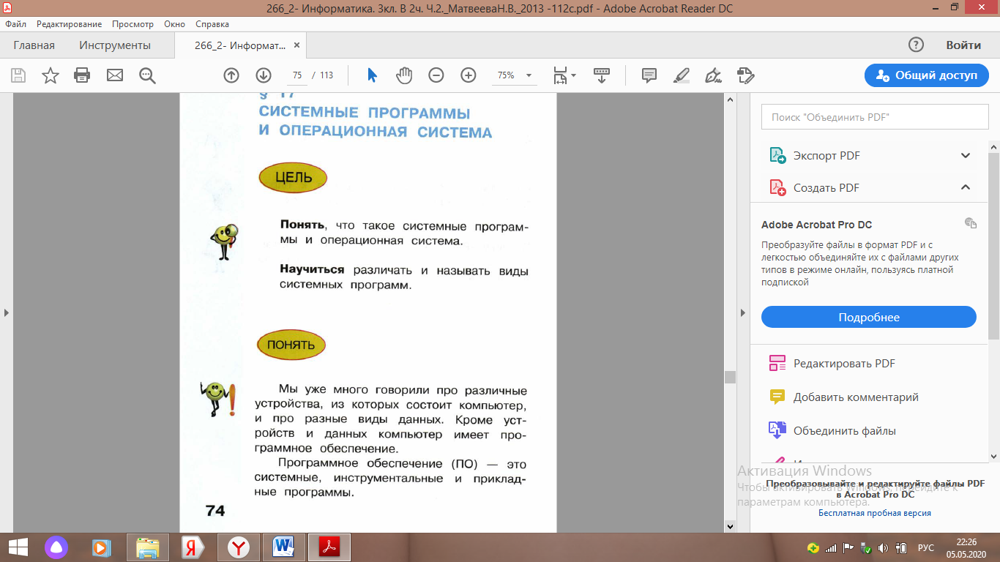 266_2- Информатика. 3кл. В 2ч. Ч.2._МатвееваН.В._2013 -112с.pdf - Adobe Acrobat Reader DC
Файл Редактирование Просмотр Окно Справка
Главная Инструменты 266_2- Информат... × Войти
75 / 113 75% Общий доступ
§ 17
СИСТЕМНЫЕ ПРОГРАММЫ
И ОПЕРАЦИОННАЯ СИСТЕМА
ЦЕЛЬ
Понять, что такое системные програм-
мы и операционная система.
Научиться различать и называть виды
системных программ.
ПОНЯТЬ
Мы уже много говорили про различные
устройства, из которых состоит компьютер,
и про разные виды данных. Кроме уст-
ройств и данных компьютер имеет про-
граммное обеспечение.
Программное обеспечение (ПО) — это
системные, инструментальные и приклад-
ные программы.
74
Поиск "Объединить PDF"
Экспорт PDF
Создать PDF
Adobe Acrobat Pro DC
Преобразуйте файлы в формат PDF и с
легкостью объединяйте их с файлами других
типов в режиме онлайн, пользуясь платной
подпиской
Подробнее
Редактировать PDF
Добавить комментарий
Объединить файлы
Активация Windows
Чтобы активировать Windows, перейдите к
параметрам компьютера.
Преобразовывайте и редактируйте файлы PDF
в Acrobat Pro DC
Бесплатная пробная версия
РУС
22:26
05.05.2020